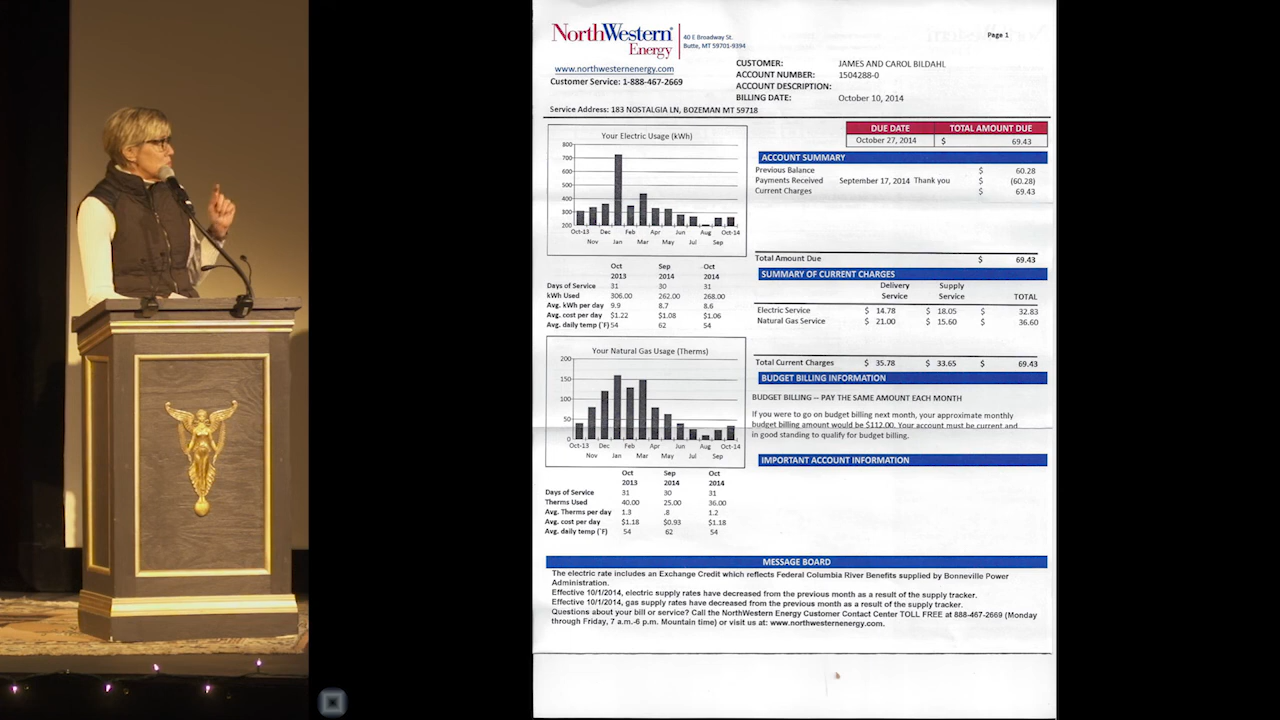 NorthWestern
Energy
40 E Broadway St.
Butte, MT 59701-9394
Page 1
www.northwesternenergy.com
Customer Service: 1-888-467-2669
CUSTOMER: JAMES AND CAROL BILDAHL
ACCOUNT NUMBER: 1504288-0
ACCOUNT DESCRIPTION:
BILLING DATE: October 10, 2014
Service Address: 183 NOSTALGIA LN, BOZEMAN MT 59718
DUE DATE TOTAL AMOUNT DUE
October 27, 2014 $ 69.43
Your Electric Usage (kWh)
800
700
600
500
400
300
200
Oct-13 Dec Feb Apr Jun Aug Oct-14
Nov Jan Mar May Jul Sep
Oct Sep Oct
2013 2014 2014
Days of Service 31 30 31
kWh Used 306.00 262.00 268.00
Avg. kWh per day 9.9 8.7 8.6
Avg. cost per day $1.22 $1.08 $1.06
Avg. daily temp (°F) 54 62 54
Your Natural Gas Usage (Therms)
200
150
100
50
0
Oct-13 Dec Feb Apr Jun Aug Oct-14
Nov Jan Mar May Jul Sep
Oct Sep Oct
2013 2014 2014
Days of Service 31 30 31
Therms Used 40.00 25.00 36.00
Avg. Therms per day 1.3 .8 1.2
Avg. cost per day $1.18 $0.93 $1.18
Avg. daily temp (°F) 54 62 54
ACCOUNT SUMMARY
Previous Balance $ 60.28
Payments Received September 17, 2014 Thank you $ (60.28)
Current Charges $ 69.43
Total Amount Due $ 69.43
SUMMARY OF CURRENT CHARGES
Delivery Supply
Service Service TOTAL
Electric Service $ 14.78 $ 18.05 $ 32.83
Natural Gas Service $ 21.00 $ 15.60 $ 36.60
Total Current Charges $ 35.78 $ 33.65 $ 69.43
BUDGET BILLING INFORMATION
BUDGET BILLING -- PAY THE SAME AMOUNT EACH MONTH
If you were to go on budget billing next month, your approximate monthly
budget billing amount would be $112.00. Your account must be current and
in good standing to qualify for budget billing.
IMPORTANT ACCOUNT INFORMATION
MESSAGE BOARD
The electric rate includes an Exchange Credit which reflects Federal Columbia River Benefits supplied by Bonneville Power
Administration.
Effective 10/1/2014, electric supply rates have decreased from the previous month as a result of the supply tracker.
Effective 10/1/2014, gas supply rates have decreased from the previous month as a result of the supply tracker.
Questions about your bill or service? Call the NorthWestern Energy Customer Contact Center TOLL FREE at 888-467-2669 (Monday
through Friday, 7 a.m.-6 p.m. Mountain time) or visit us at: www.northwesternenergy.com.